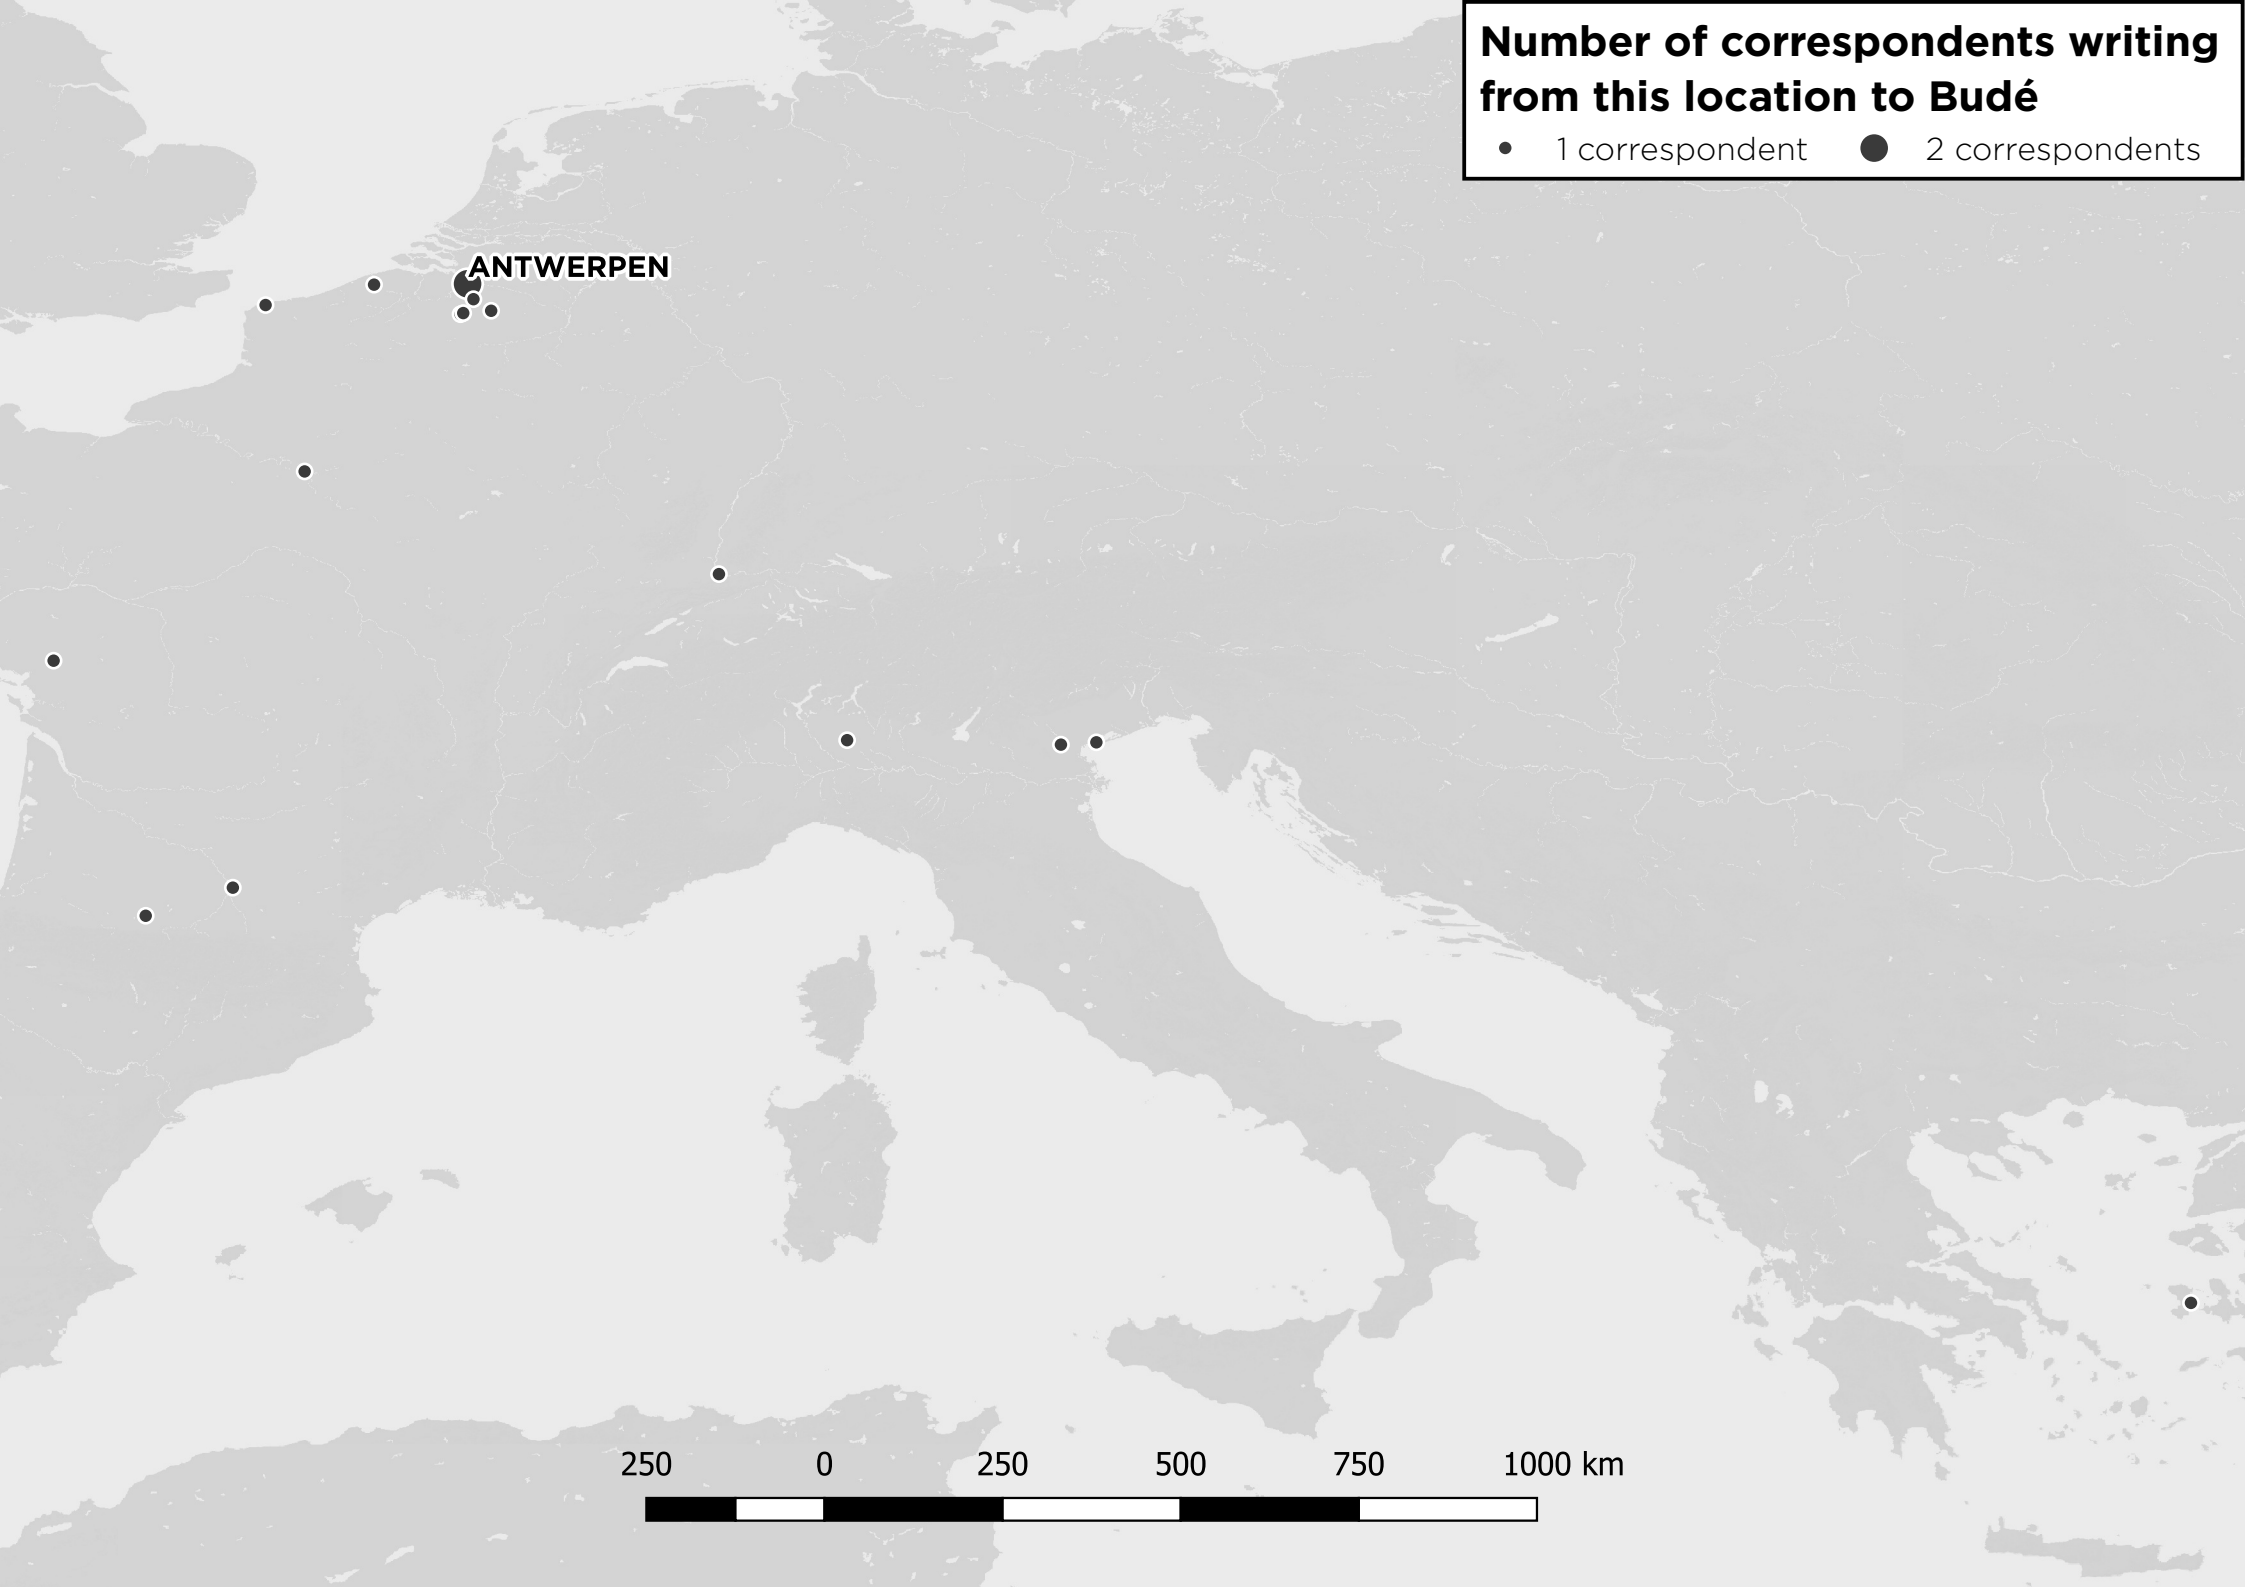 Number of correspondents writing
from this location to Budé
1 correspondent 2 correspondents
ANTWERPEN
250 0 250 500 750 1000 km